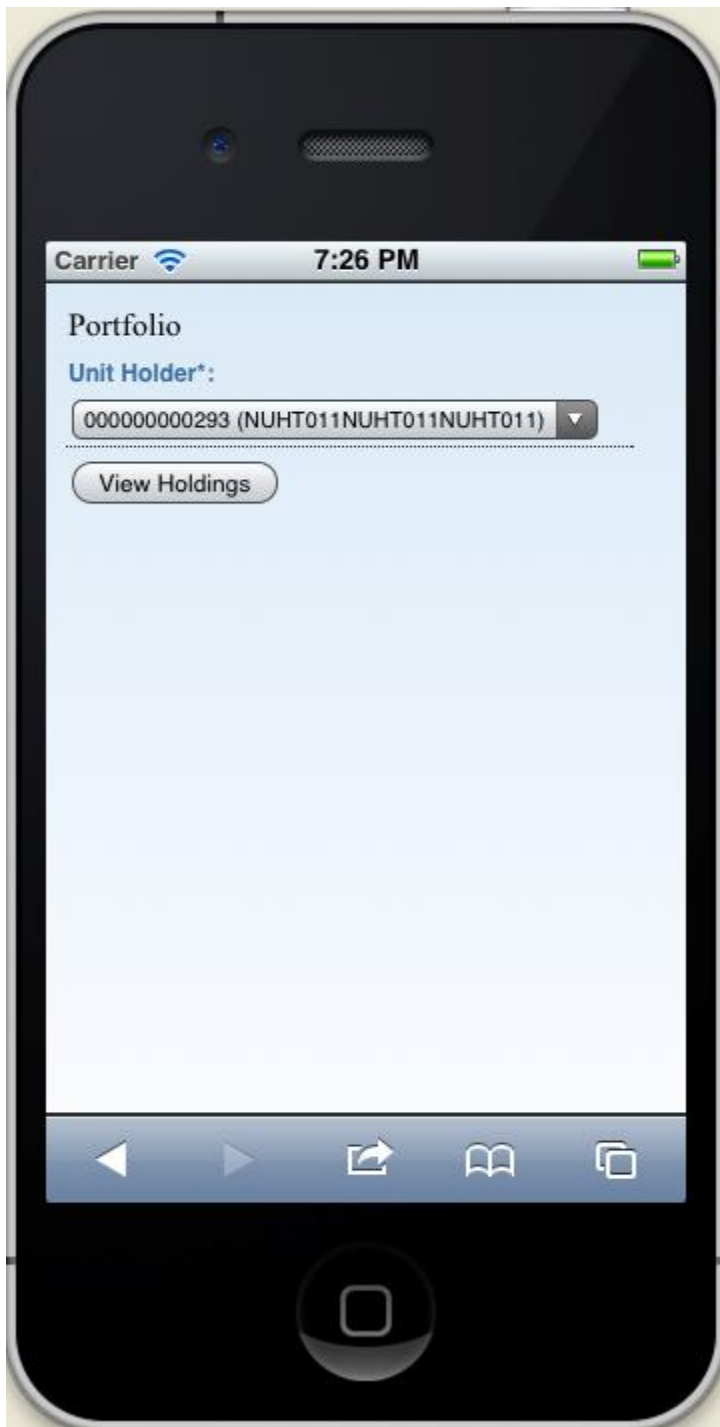 Carrier 7:26 PM
Portfolio
Unit Holder*:
000000000293 (NUHT011NUHT011NUHT011)
View Holdings